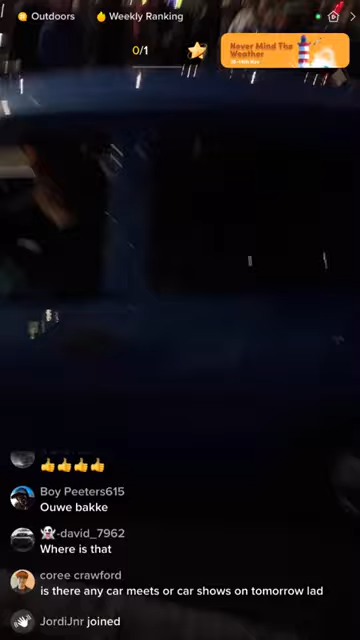 Outdoors
Weekly Ranking
0/1
Never Mind The
Weather
👍👍👍👍
Boy Peeters615
Ouwe bakke
👻-david_7962
Where is that
coree crawford
is there any car meets or car shows on tomorrow lad
JordiJnr joined